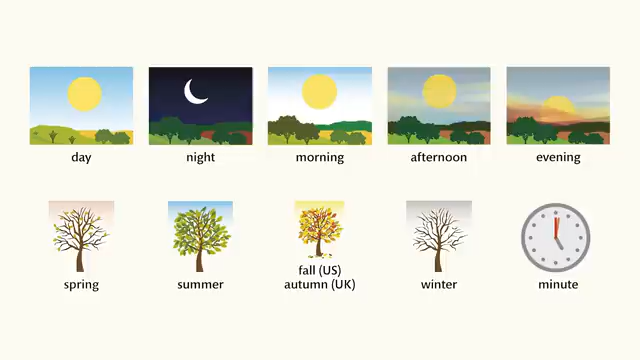 day
night
morning
afternoon
evening
spring
summer
fall (US)
autumn (UK)
winter
minute